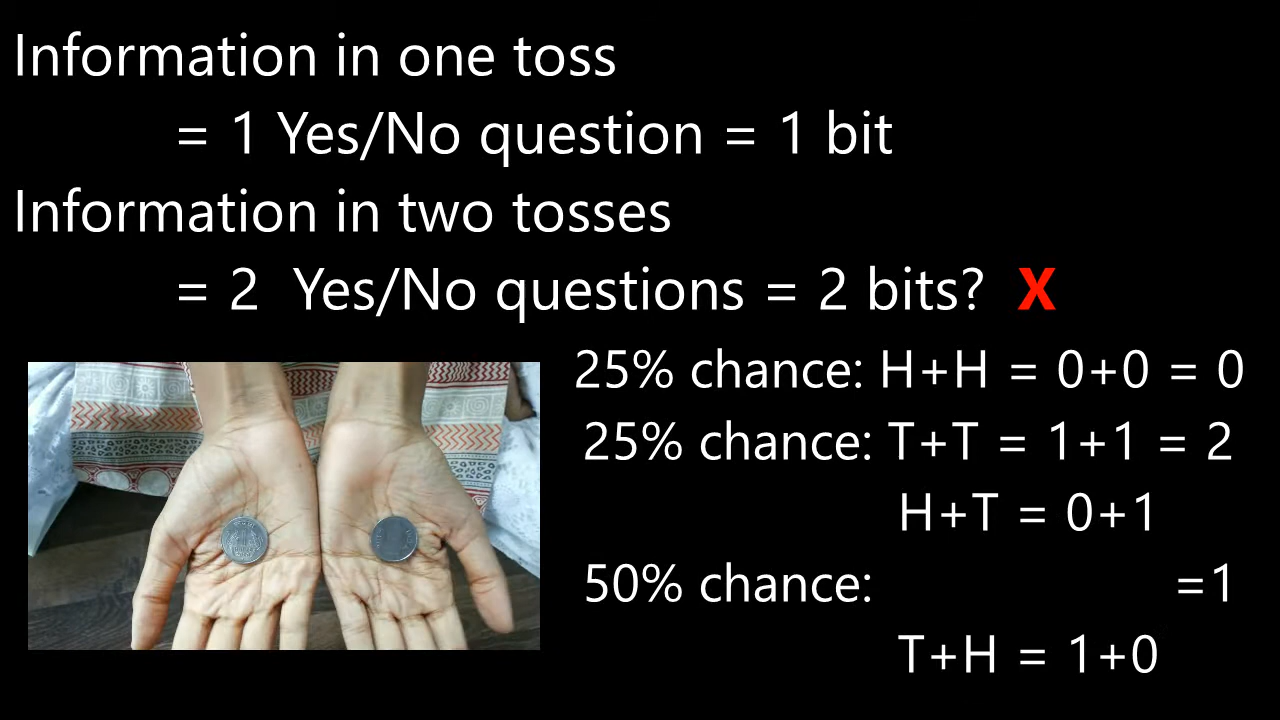 Information in one toss
= 1 Yes/No question = 1 bit
Information in two tosses
= 2 Yes/No questions = 2 bits? X
25% chance: H+H = 0+0 = 0
25% chance: T+T = 1+1 = 2
H+T = 0+1
50% chance: =1
T+H = 1+0